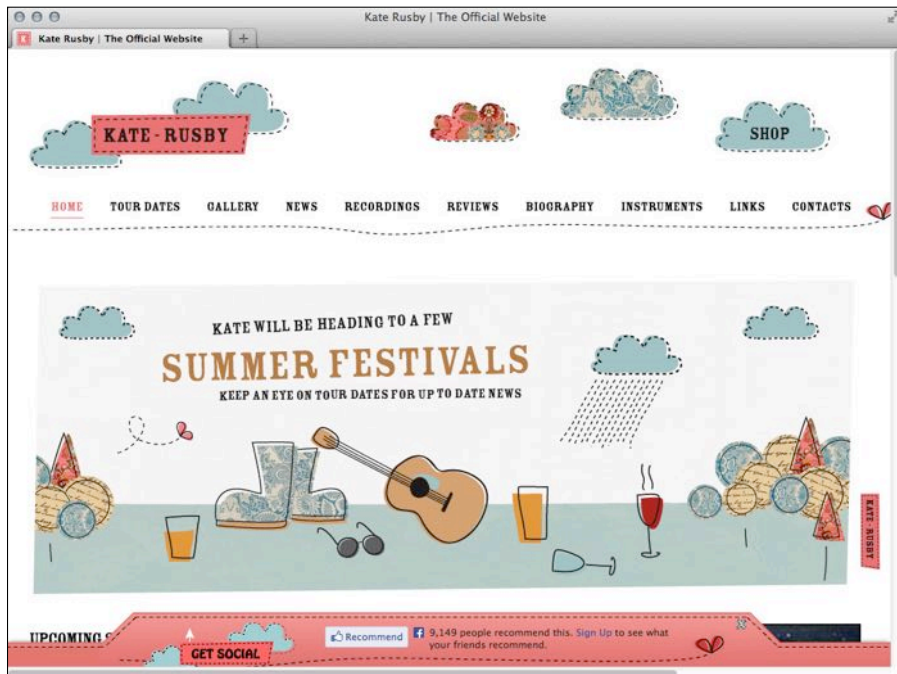 Kate Rusby | The Official Website
K Kate Rusby | The Official Website +
KATE-RUSBY
SHOP
HOME TOUR DATES GALLERY NEWS RECORDINGS REVIEWS BIOGRAPHY INSTRUMENTS LINKS CONTACTS
KATE WILL BE HEADING TO A FEW
SUMMER FESTIVALS
KEEP AN EYE ON TOUR DATES FOR UP TO DATE NEWS
KATE-RUSBY
UPCOMING
GET SOCIAL
Recommend
9,149 people recommend this. Sign Up to see what
your friends recommend.